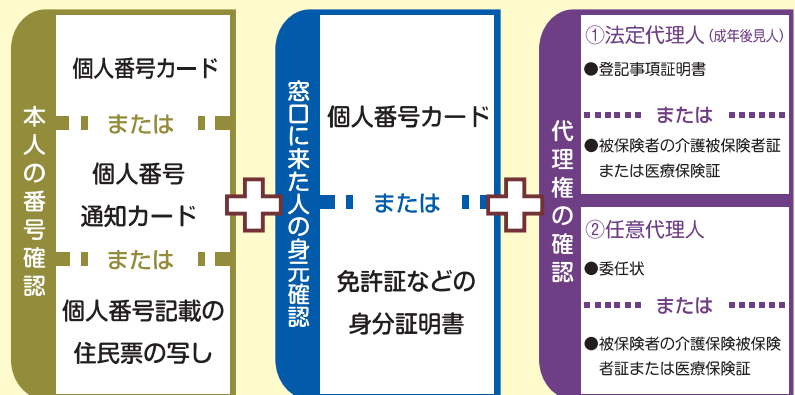 本人の番号確認
個人番号カード
または
個人番号
通知カード
または
個人番号記載の
住民票の写し
窓口に来た人の身元確認
個人番号カード
または
免許証などの
身分証明書
代理権の確認
①法定代理人(成年後見人)
●登記事項証明書
または
●被保険者の介護被保険者証
または医療保険証
②任意代理人
●委任状
または
●被保険者の介護保険被保険
者証または医療保険証